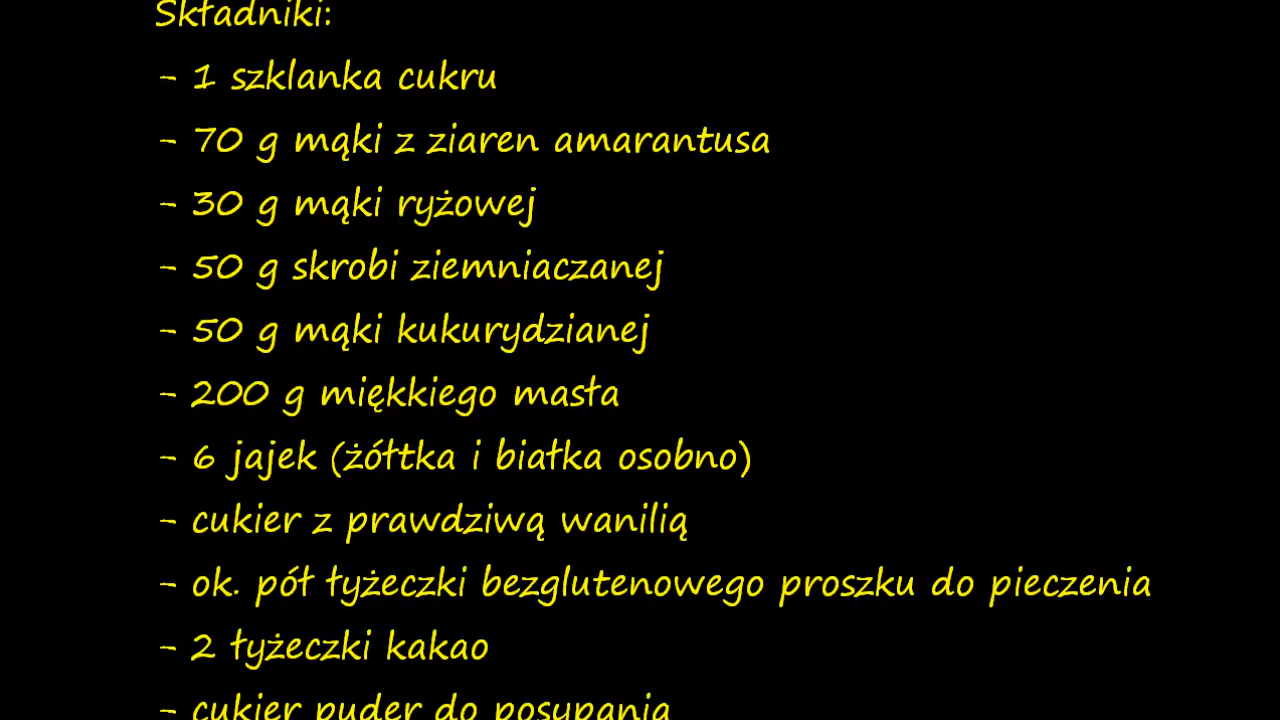 Składniki:
- 1 szklanka cukru
- 70 g mąki z ziaren amarantusa
- 30 g mąki ryżowej
- 50 g skrobi ziemniaczanej
- 50 g mąki kukurydzianej
- 200 g miękkiego masła
- 6 jajek (żółtka i białka osobno)
- cukier z prawdziwą wanilią
- ok. pół łyżeczki bezglutenowego proszku do pieczenia
- 2 łyżeczki kakao
- cukier puder do posypania